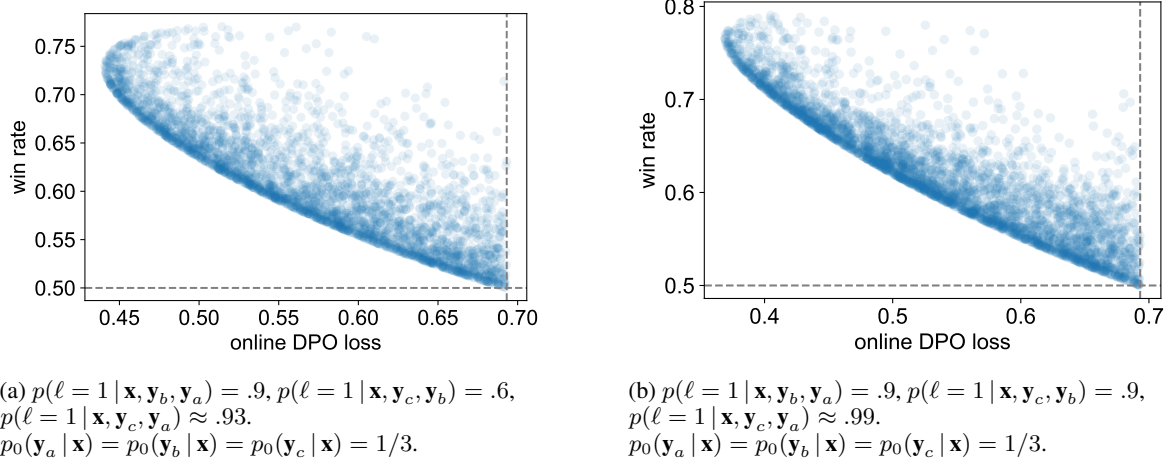 0.75
0.70
0.65
0.60
0.55
0.50
win rate
0.45 0.50 0.55 0.60 0.65 0.70
online DPO loss
(a) p(ℓ = 1 | x, y_b, y_a) = .9, p(ℓ = 1 | x, y_c, y_b) = .6,
p(ℓ = 1 | x, y_c, y_a) ≈ .93.
p_0(y_a | x) = p_0(y_b | x) = p_0(y_c | x) = 1/3.
0.8
0.7
0.6
0.5
win rate
0.4 0.5 0.6 0.7
online DPO loss
(b) p(ℓ = 1 | x, y_b, y_a) = .9, p(ℓ = 1 | x, y_c, y_b) = .9,
p(ℓ = 1 | x, y_c, y_a) ≈ .99.
p_0(y_a | x) = p_0(y_b | x) = p_0(y_c | x) = 1/3.